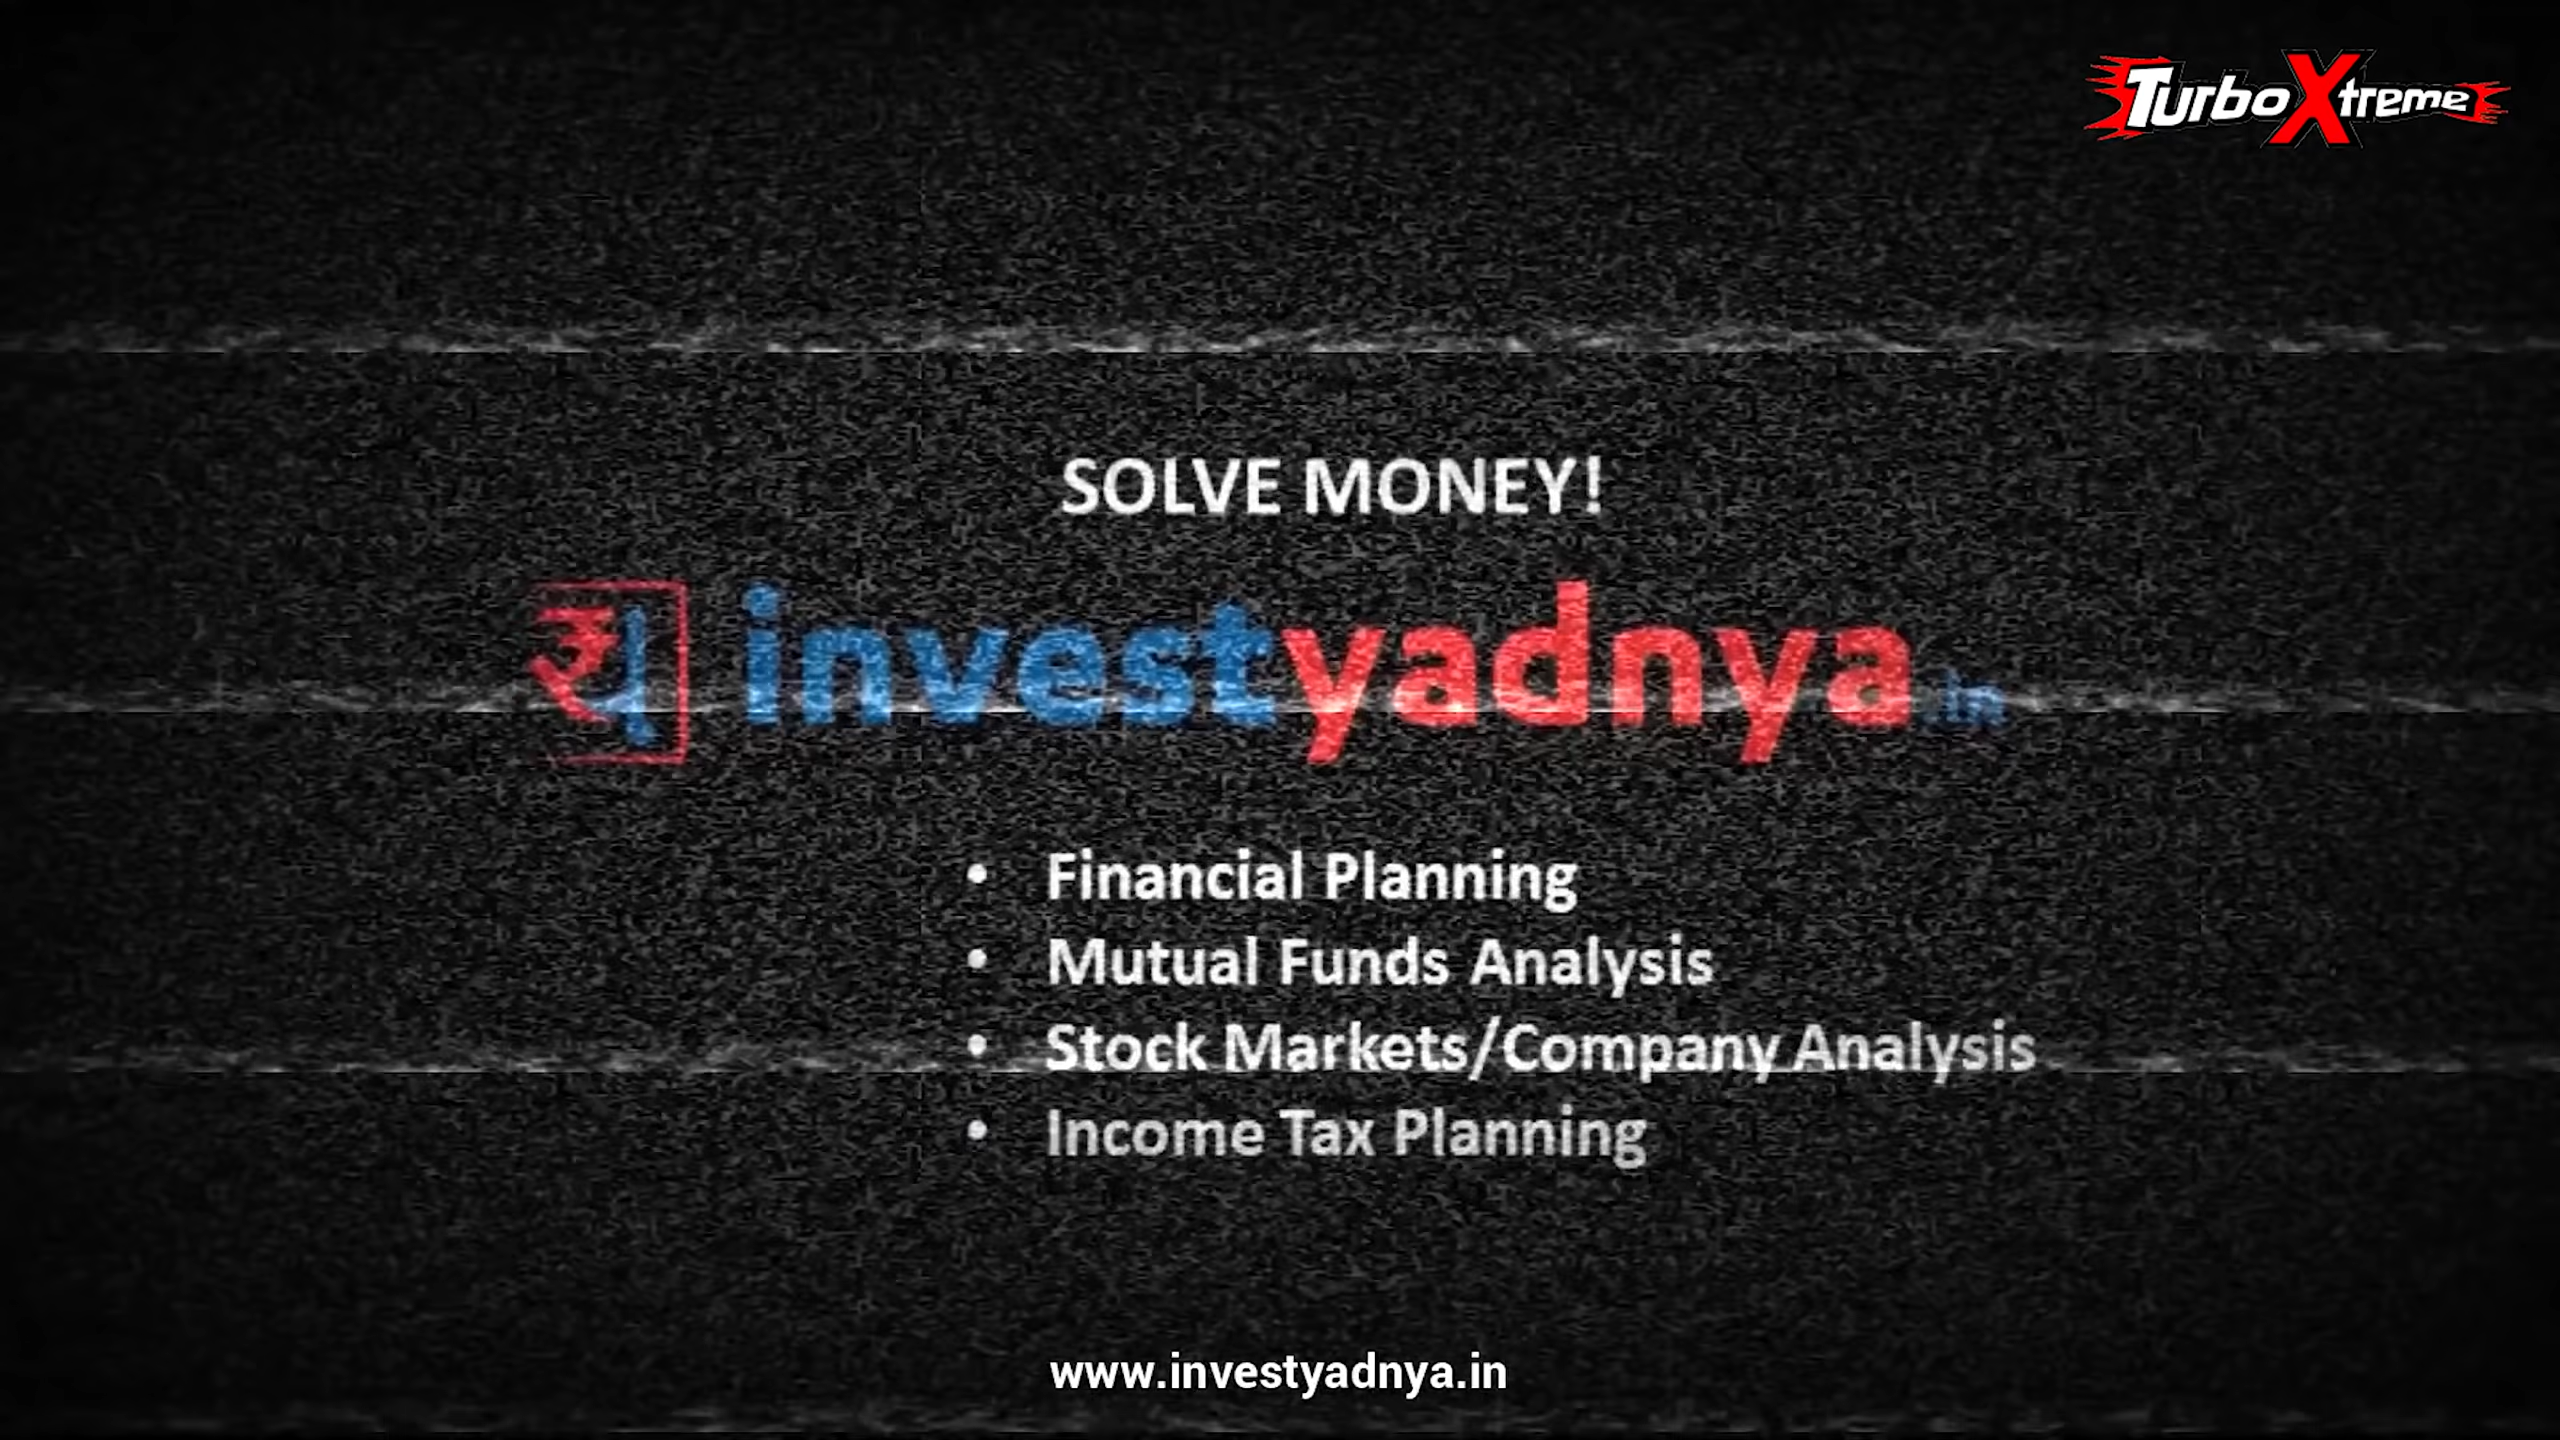 TurboXtreme
SOLVE MONEY!
investyadnya.in
• Financial Planning
• Mutual Funds Analysis
• Stock Markets/Company Analysis
• Income Tax Planning
www.investyadnya.in